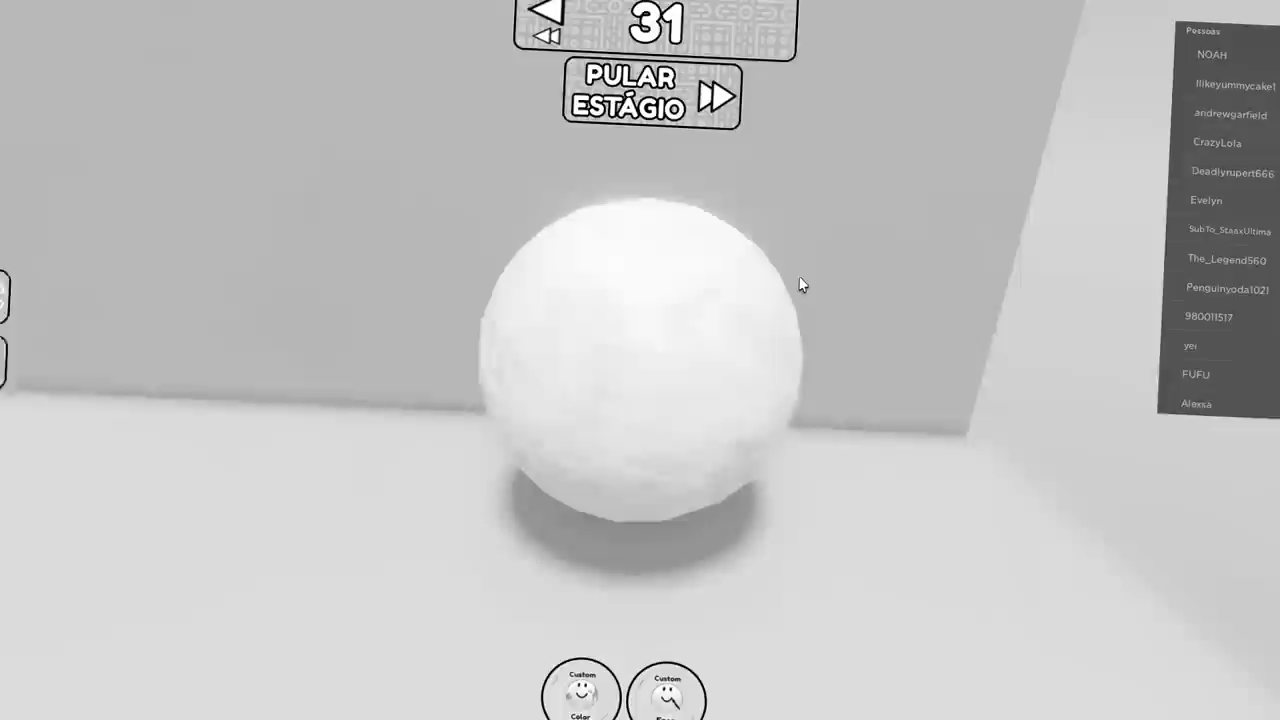 31
PULAR
ESTÁGIO
Pessoas
NOAH
Ilikeyummycake1
andrewgarfield
CrazyLola
Deadlyrupert666
Evelyn
SubTo_StaaxUltima
The_Legend560
Penguinyoda1021
980011517
yei
FUFU
Alexsa
Custom
Color
Custom